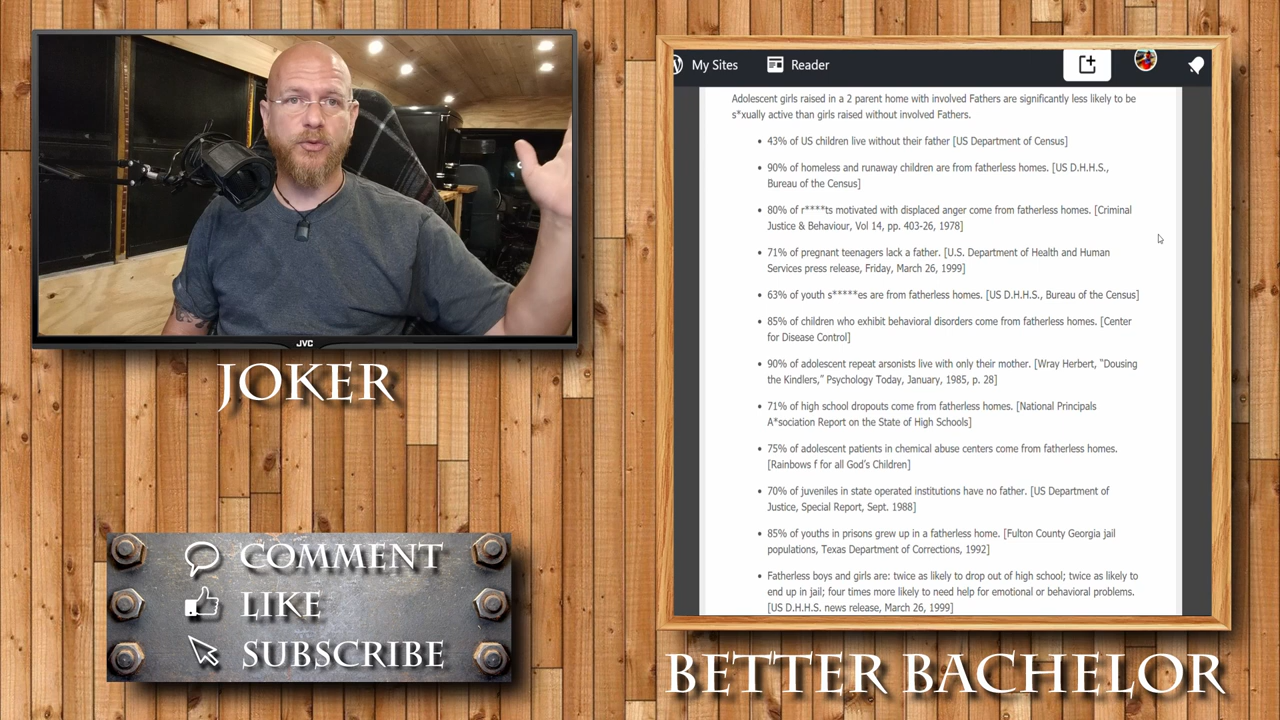 JVC
JOKER
COMMENT
LIKE
SUBSCRIBE
My Sites
Reader
Adolescent girls raised in a 2 parent home with involved Fathers are significantly less likely to be
s*xually active than girls raised without involved Fathers.
• 43% of US children live without their father [US Department of Census]
• 90% of homeless and runaway children are from fatherless homes. [US D.H.H.S.,
Bureau of the Census]
• 80% of r****ts motivated with displaced anger come from fatherless homes. [Criminal
Justice & Behaviour, Vol 14, pp. 403-26, 1978]
• 71% of pregnant teenagers lack a father. [U.S. Department of Health and Human
Services press release, Friday, March 26, 1999]
• 63% of youth s*****es are from fatherless homes. [US D.H.H.S., Bureau of the Census]
• 85% of children who exhibit behavioral disorders come from fatherless homes. [Center
for Disease Control]
• 90% of adolescent repeat arsonists live with only their mother. [Wray Herbert, “Dousing
the Kindlers,” Psychology Today, January, 1985, p. 28]
• 71% of high school dropouts come from fatherless homes. [National Principals
A*sociation Report on the State of High Schools]
• 75% of adolescent patients in chemical abuse centers come from fatherless homes.
[Rainbows f for all God’s Children]
• 70% of juveniles in state operated institutions have no father. [US Department of
Justice, Special Report, Sept. 1988]
• 85% of youths in prisons grew up in a fatherless home. [Fulton County Georgia jail
populations, Texas Department of Corrections, 1992]
• Fatherless boys and girls are: twice as likely to drop out of high school; twice as likely to
end up in jail; four times more likely to need help for emotional or behavioral problems.
[US D.H.H.S. news release, March 26, 1999]
BETTER BACHELOR